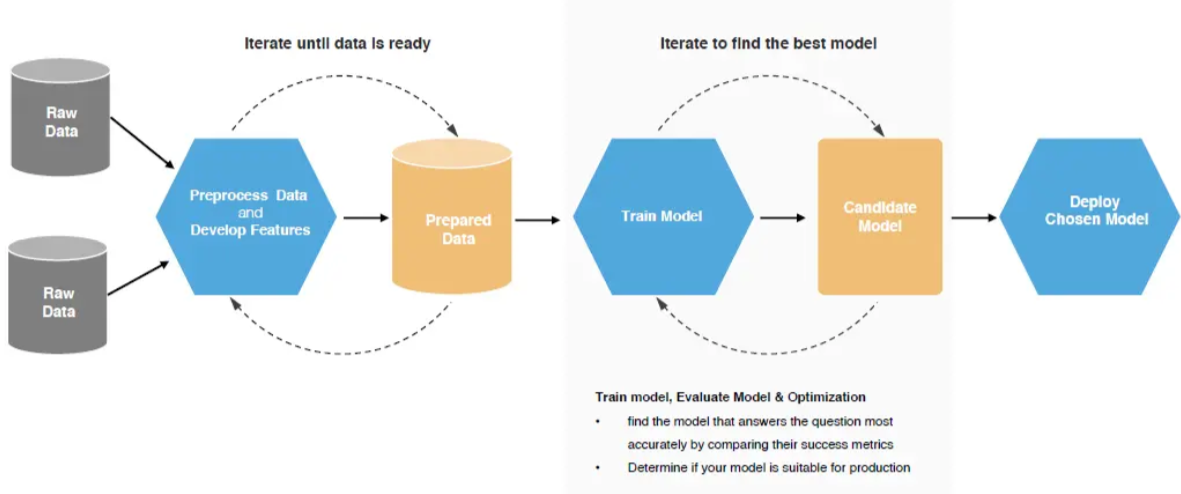 Iterate until data is ready
Iterate to find the best model
Raw
Data
Raw
Data
Preprocess Data
and
Develop Features
Prepared
Data
Train Model
Candidate
Model
Deploy
Chosen Model
Train model, Evaluate Model & Optimization
• find the model that answers the question most
accurately by comparing their success metrics
• Determine if your model is suitable for production